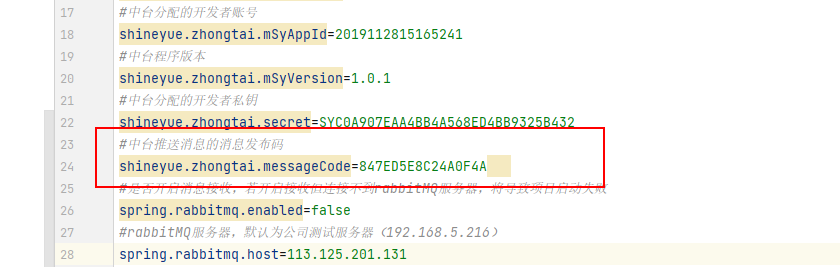 17 #中台分配的开发者账号
18 shineyue.zhongtai.mSyAppId=2019112815165241
19 #中台程序版本
20 shineyue.zhongtai.mSyVersion=1.0.1
21 #中台分配的开发者私钥
22 shineyue.zhongtai.secret=SYC0A907EAA4BB4A568ED4BB9325B432
23 #中台推送消息的消息发布码
24 shineyue.zhongtai.messageCode=847ED5E8C24A0F4A
25 #是否开启消息接收，若开启接收但连接不到rabbitMQ服务器，将导致项目启动失败
26 spring.rabbitmq.enabled=false
27 #rabbitMQ服务器，默认为公司测试服务器（192.168.5.216）
28 spring.rabbitmq.host=113.125.201.131